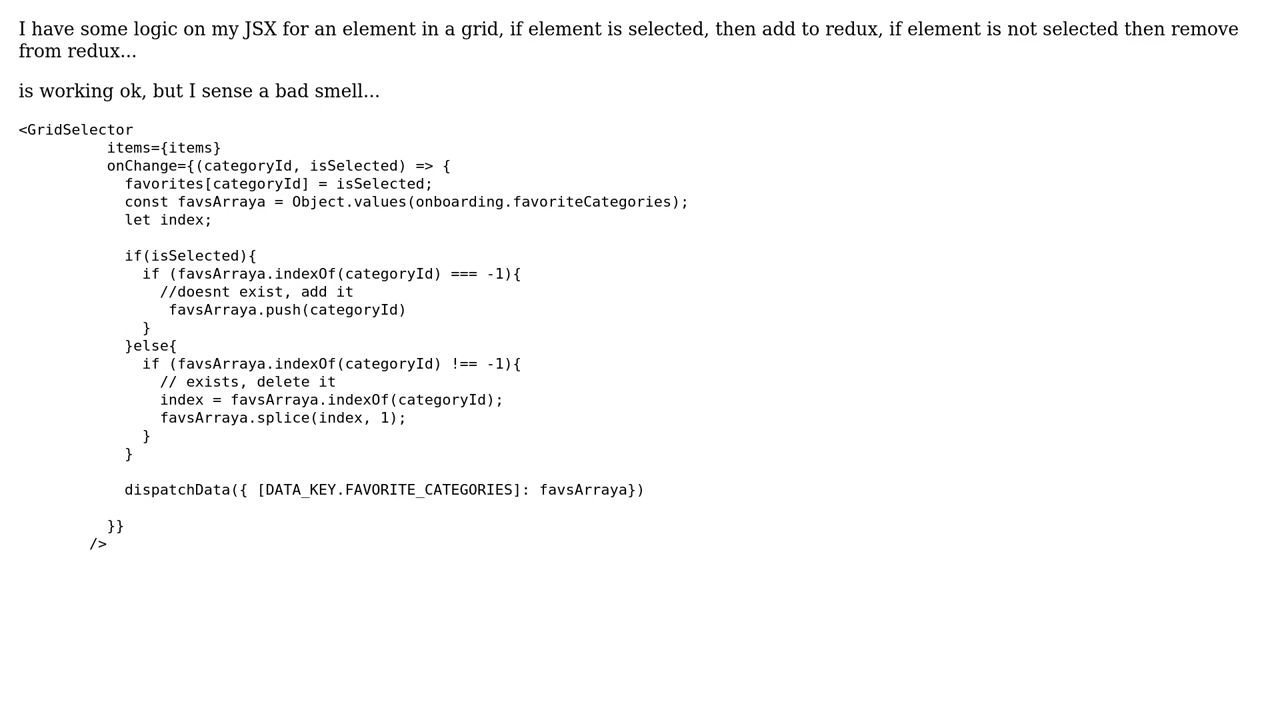 I have some logic on my JSX for an element in a grid, if element is selected, then add to redux, if element is not selected then remove
from redux...
is working ok, but I sense a bad smell...
<GridSelector
          items={items}
          onChange={(categoryId, isSelected) => {
            favorites[categoryId] = isSelected;
            const favsArraya = Object.values(onboarding.favoriteCategories);
            let index;

            if(isSelected){
              if (favsArraya.indexOf(categoryId) === -1){
                //doesnt exist, add it
                 favsArraya.push(categoryId)
              }
            }else{
              if (favsArraya.indexOf(categoryId) !== -1){
                // exists, delete it
                index = favsArraya.indexOf(categoryId);
                favsArraya.splice(index, 1);
              }
            }

            dispatchData({ [DATA_KEY.FAVORITE_CATEGORIES]: favsArraya})

          }}
        />